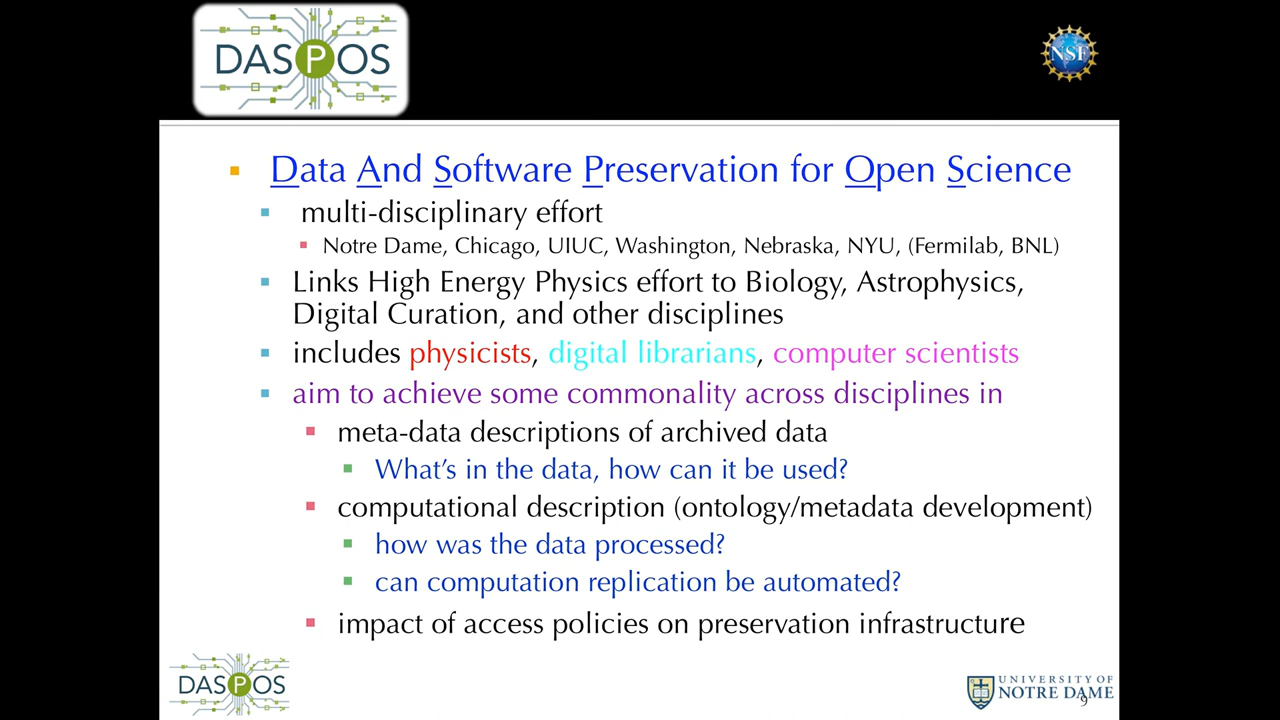 DASPOS
NSF
Data And Software Preservation for Open Science
multi-disciplinary effort
Notre Dame, Chicago, UIUC, Washington, Nebraska, NYU, (Fermilab, BNL)
Links High Energy Physics effort to Biology, Astrophysics,
Digital Curation, and other disciplines
includes physicists, digital librarians, computer scientists
aim to achieve some commonality across disciplines in
meta-data descriptions of archived data
What's in the data, how can it be used?
computational description (ontology/metadata development)
how was the data processed?
can computation replication be automated?
impact of access policies on preservation infrastructure
DASPOS
UNIVERSITY OF
NOTRE DAME
9